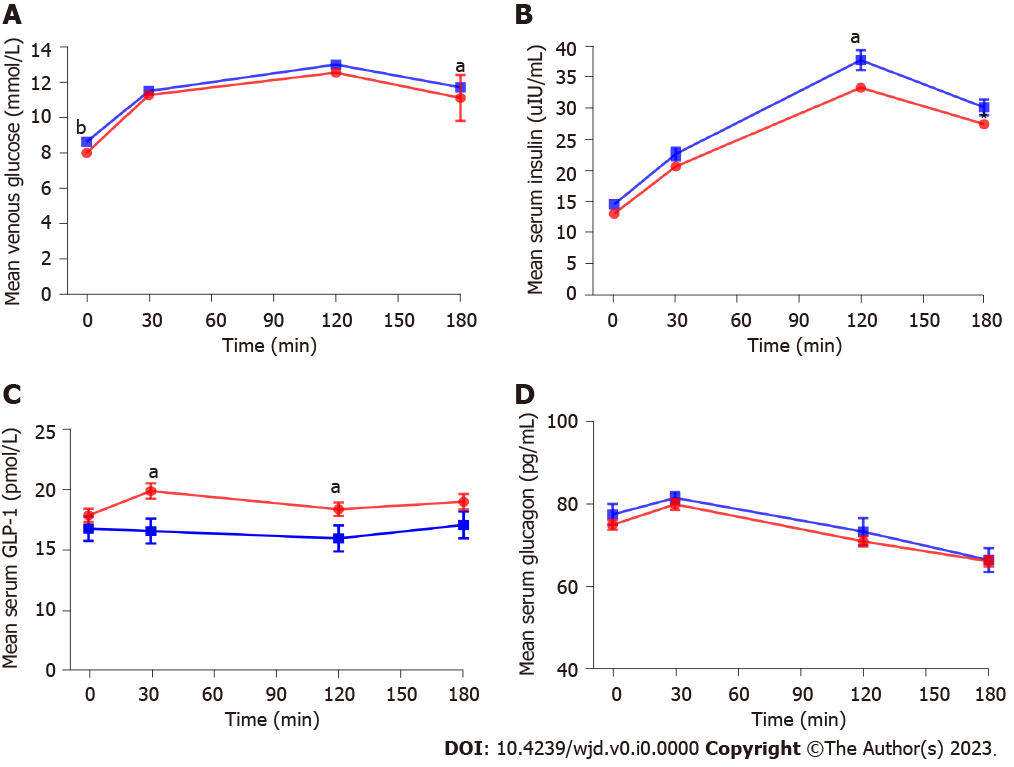 A
Mean venous glucose (mmol/L)
14
12
10
8
6
4
2
0
b
a
0 30 60 90 120 150 180
Time (min)
B
Mean serum insulin (uIU/mL)
40
35
30
25
20
15
10
5
0
a
*
0 30 60 90 120 150 180
Time (min)
C
Mean serum GLP-1 (pmol/L)
25
20
15
10
0
a
a
0 30 60 90 120 150 180
Time (min)
D
Mean serum glucagon (pg/mL)
100
80
60
40
0 30 60 90 120 150 180
Time (min)
DOI: 10.4239/wjd.v0.i0.0000 Copyright ©The Author(s) 2023.